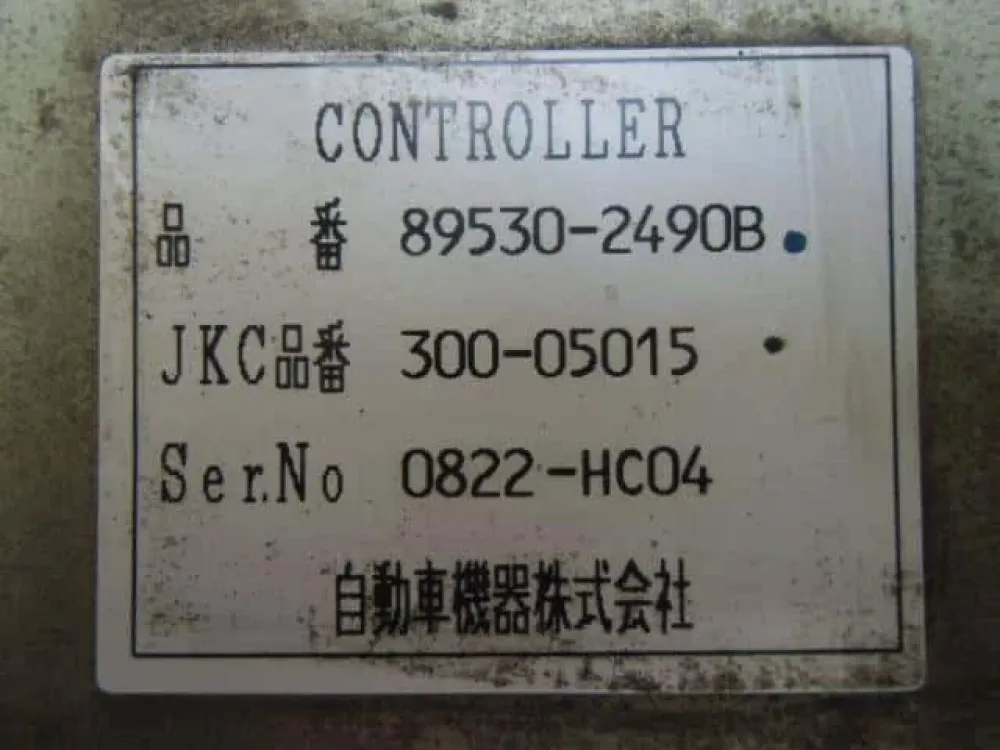 CONTROLLER
品 番 89530-2490B
JKC品番 300-05015
Ser.No 0822-HC04
自動車機器株式会社